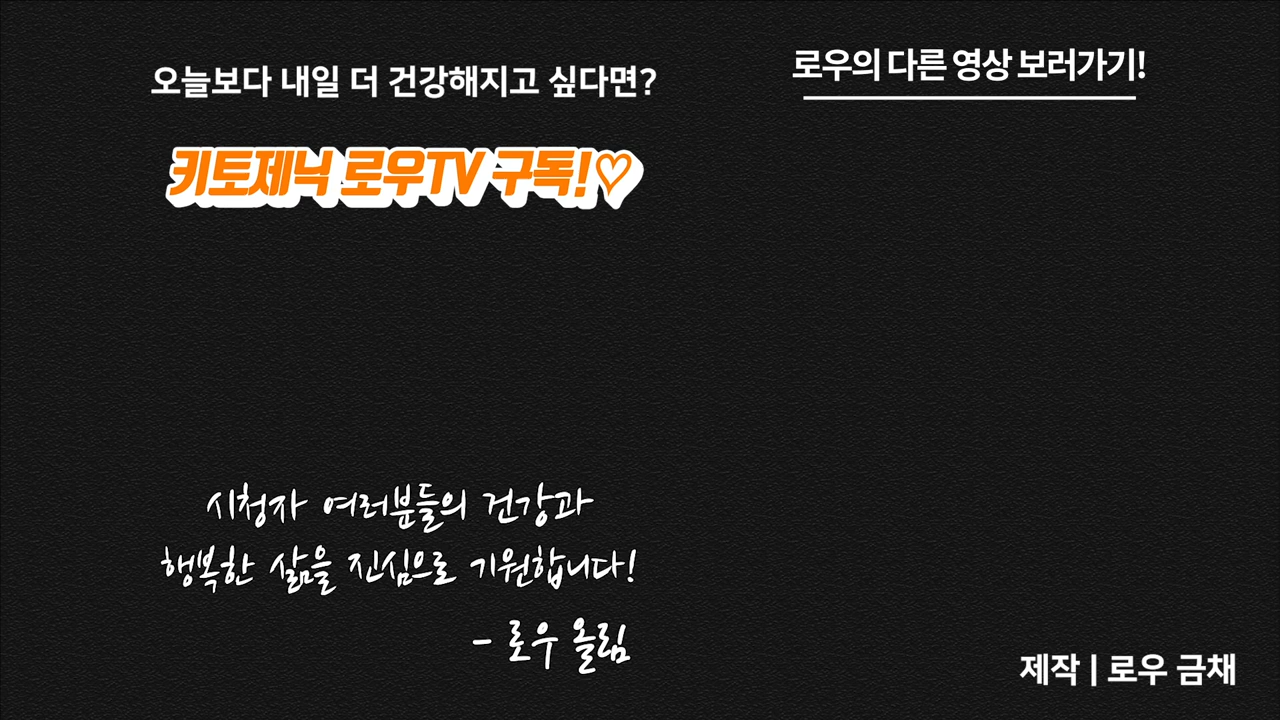 오늘보다 내일 더 건강해지고 싶다면?
키토제닉 로우TV 구독!♡
로우의 다른 영상 보러가기!
시청자 여러분들의 건강과
행복한 삶을 진심으로 기원합니다!
- 로우 올림
제작 | 로우 금채